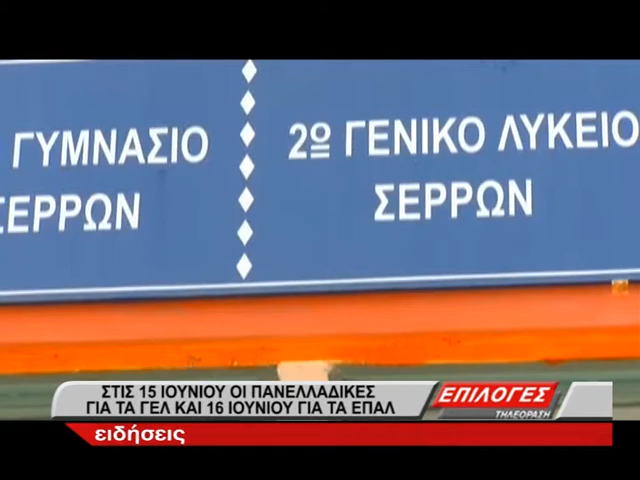 ΓΥΜΝΑΣΙΟ
ΣΕΡΡΩΝ
2º ΓΕΝΙΚΟ ΛΥΚΕΙΟ
ΣΕΡΡΩΝ
ΣΤΙΣ 15 ΙΟΥΝΙΟΥ ΟΙ ΠΑΝΕΛΛΑΔΙΚΕΣ
ΓΙΑ ΤΑ ΓΕΛ ΚΑΙ 16 ΙΟΥΝΙΟΥ ΓΙΑ ΤΑ ΕΠΑΛ
ΕΠΙΛΟΓΕΣ
ΤΗΛΕΟΡΑΣΗ
ειδήσεις